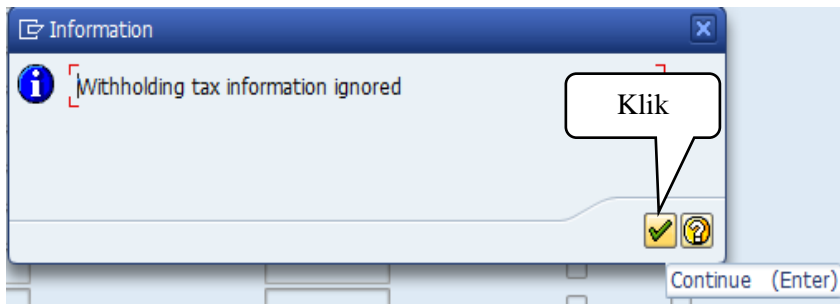 Information
Withholding tax information ignored
Klik
Continue (Enter)